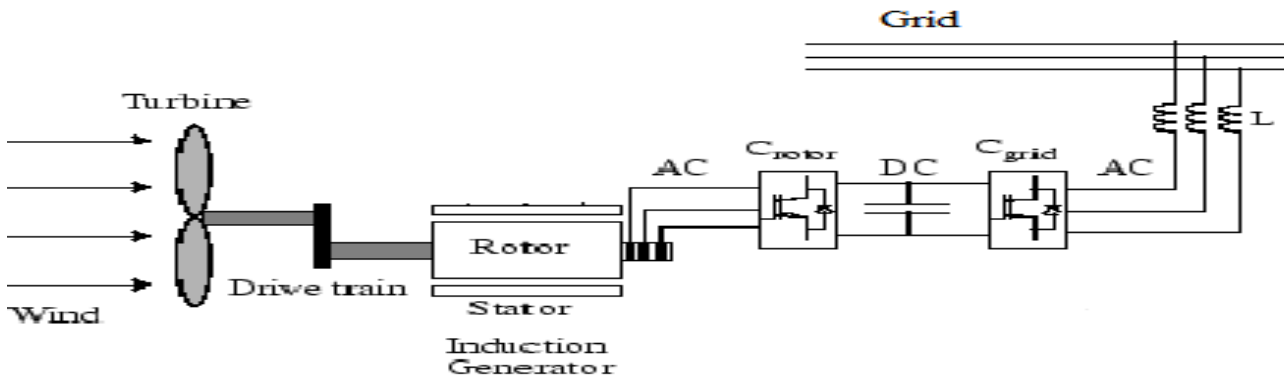 Grid
Turbine
L
AC
Crotor
DC
Cgrid
AC
Rotor
Drive train
Wind
Stator
Induction
Generator